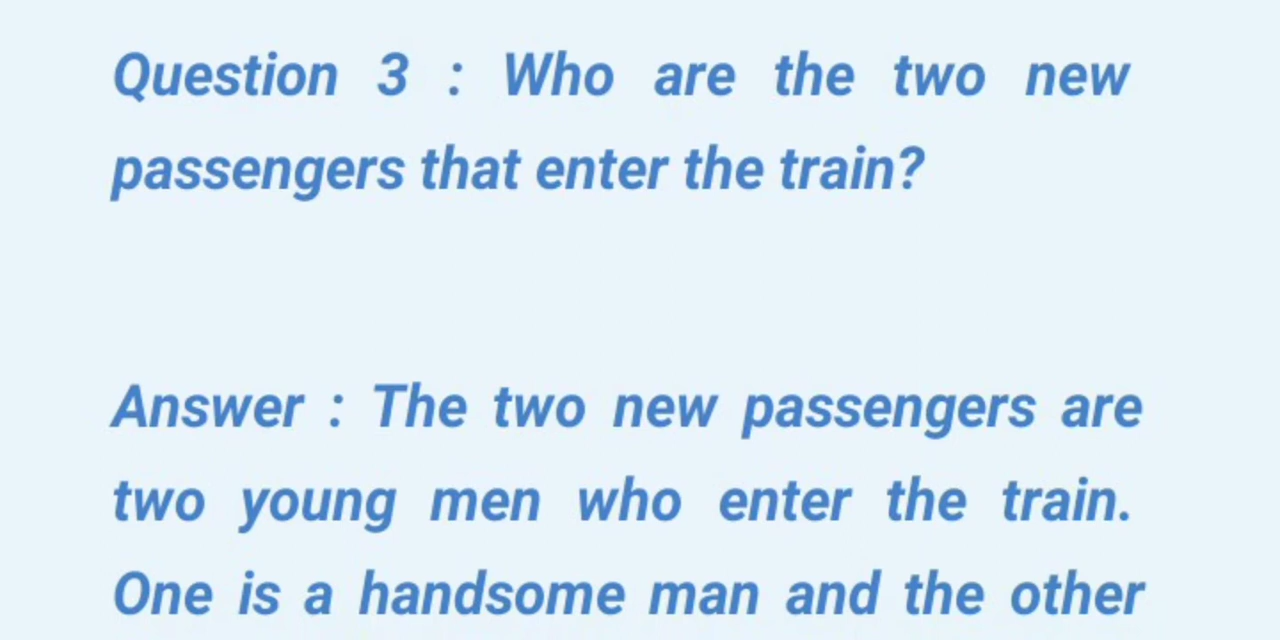 Question 3 : Who are the two new
passengers that enter the train?
Answer : The two new passengers are
two young men who enter the train.
One is a handsome man and the other